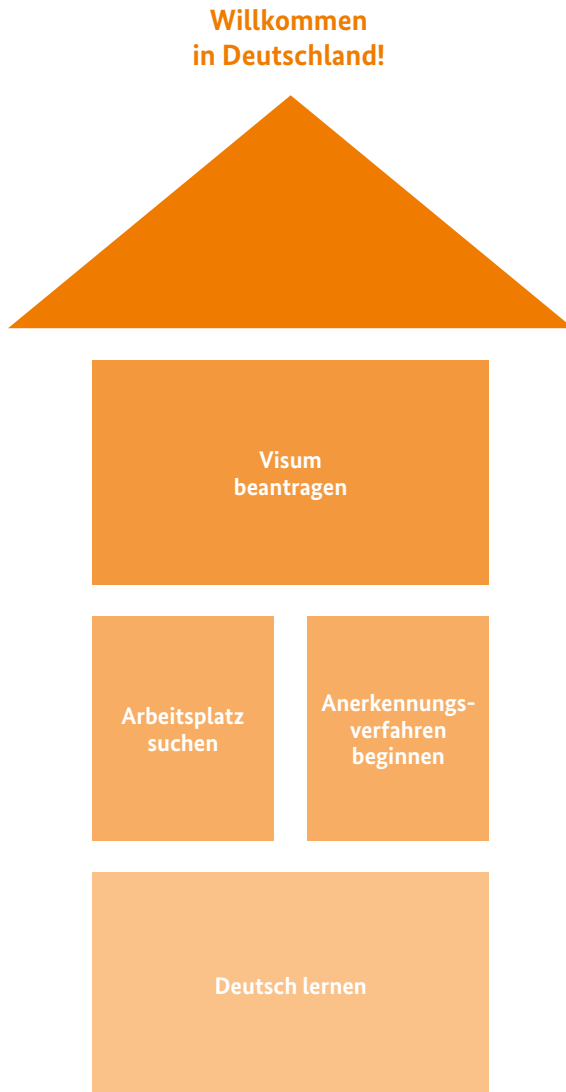 Willkommen
in Deutschland!
Visum
beantragen
Arbeitsplatz
suchen
Anerkennungs-
verfahren
beginnen
Deutsch lernen